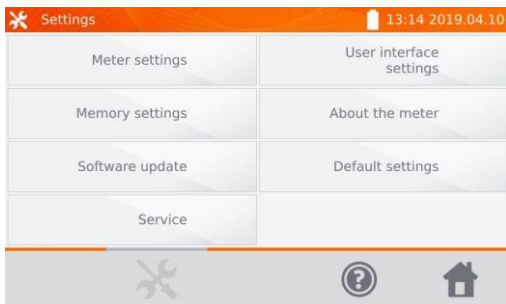 Settings
13:14 2019.04.10
Meter settings
User interface
settings
Memory settings
About the meter
Software update
Default settings
Service
?